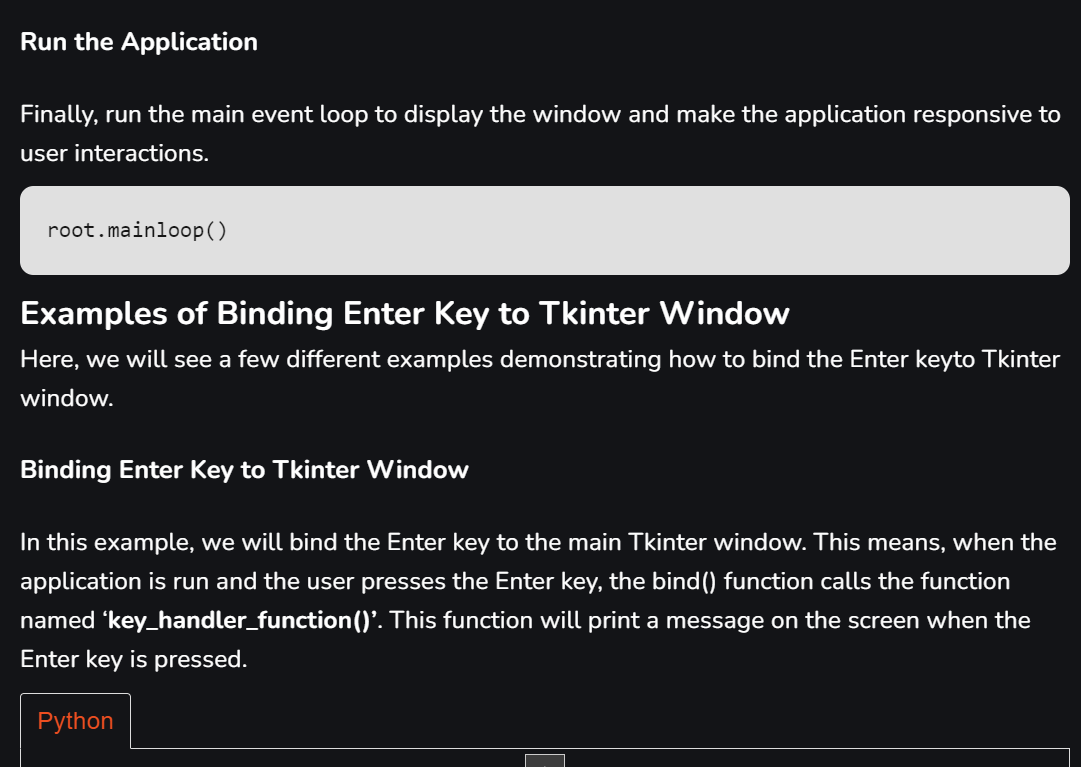 Run the Application
Finally, run the main event loop to display the window and make the application responsive to
user interactions.
root.mainloop()
Examples of Binding Enter Key to Tkinter Window
Here, we will see a few different examples demonstrating how to bind the Enter keyto Tkinter
window.
Binding Enter Key to Tkinter Window
In this example, we will bind the Enter key to the main Tkinter window. This means, when the
application is run and the user presses the Enter key, the bind() function calls the function
named ‘key_handler_function()’. This function will print a message on the screen when the
Enter key is pressed.
Python